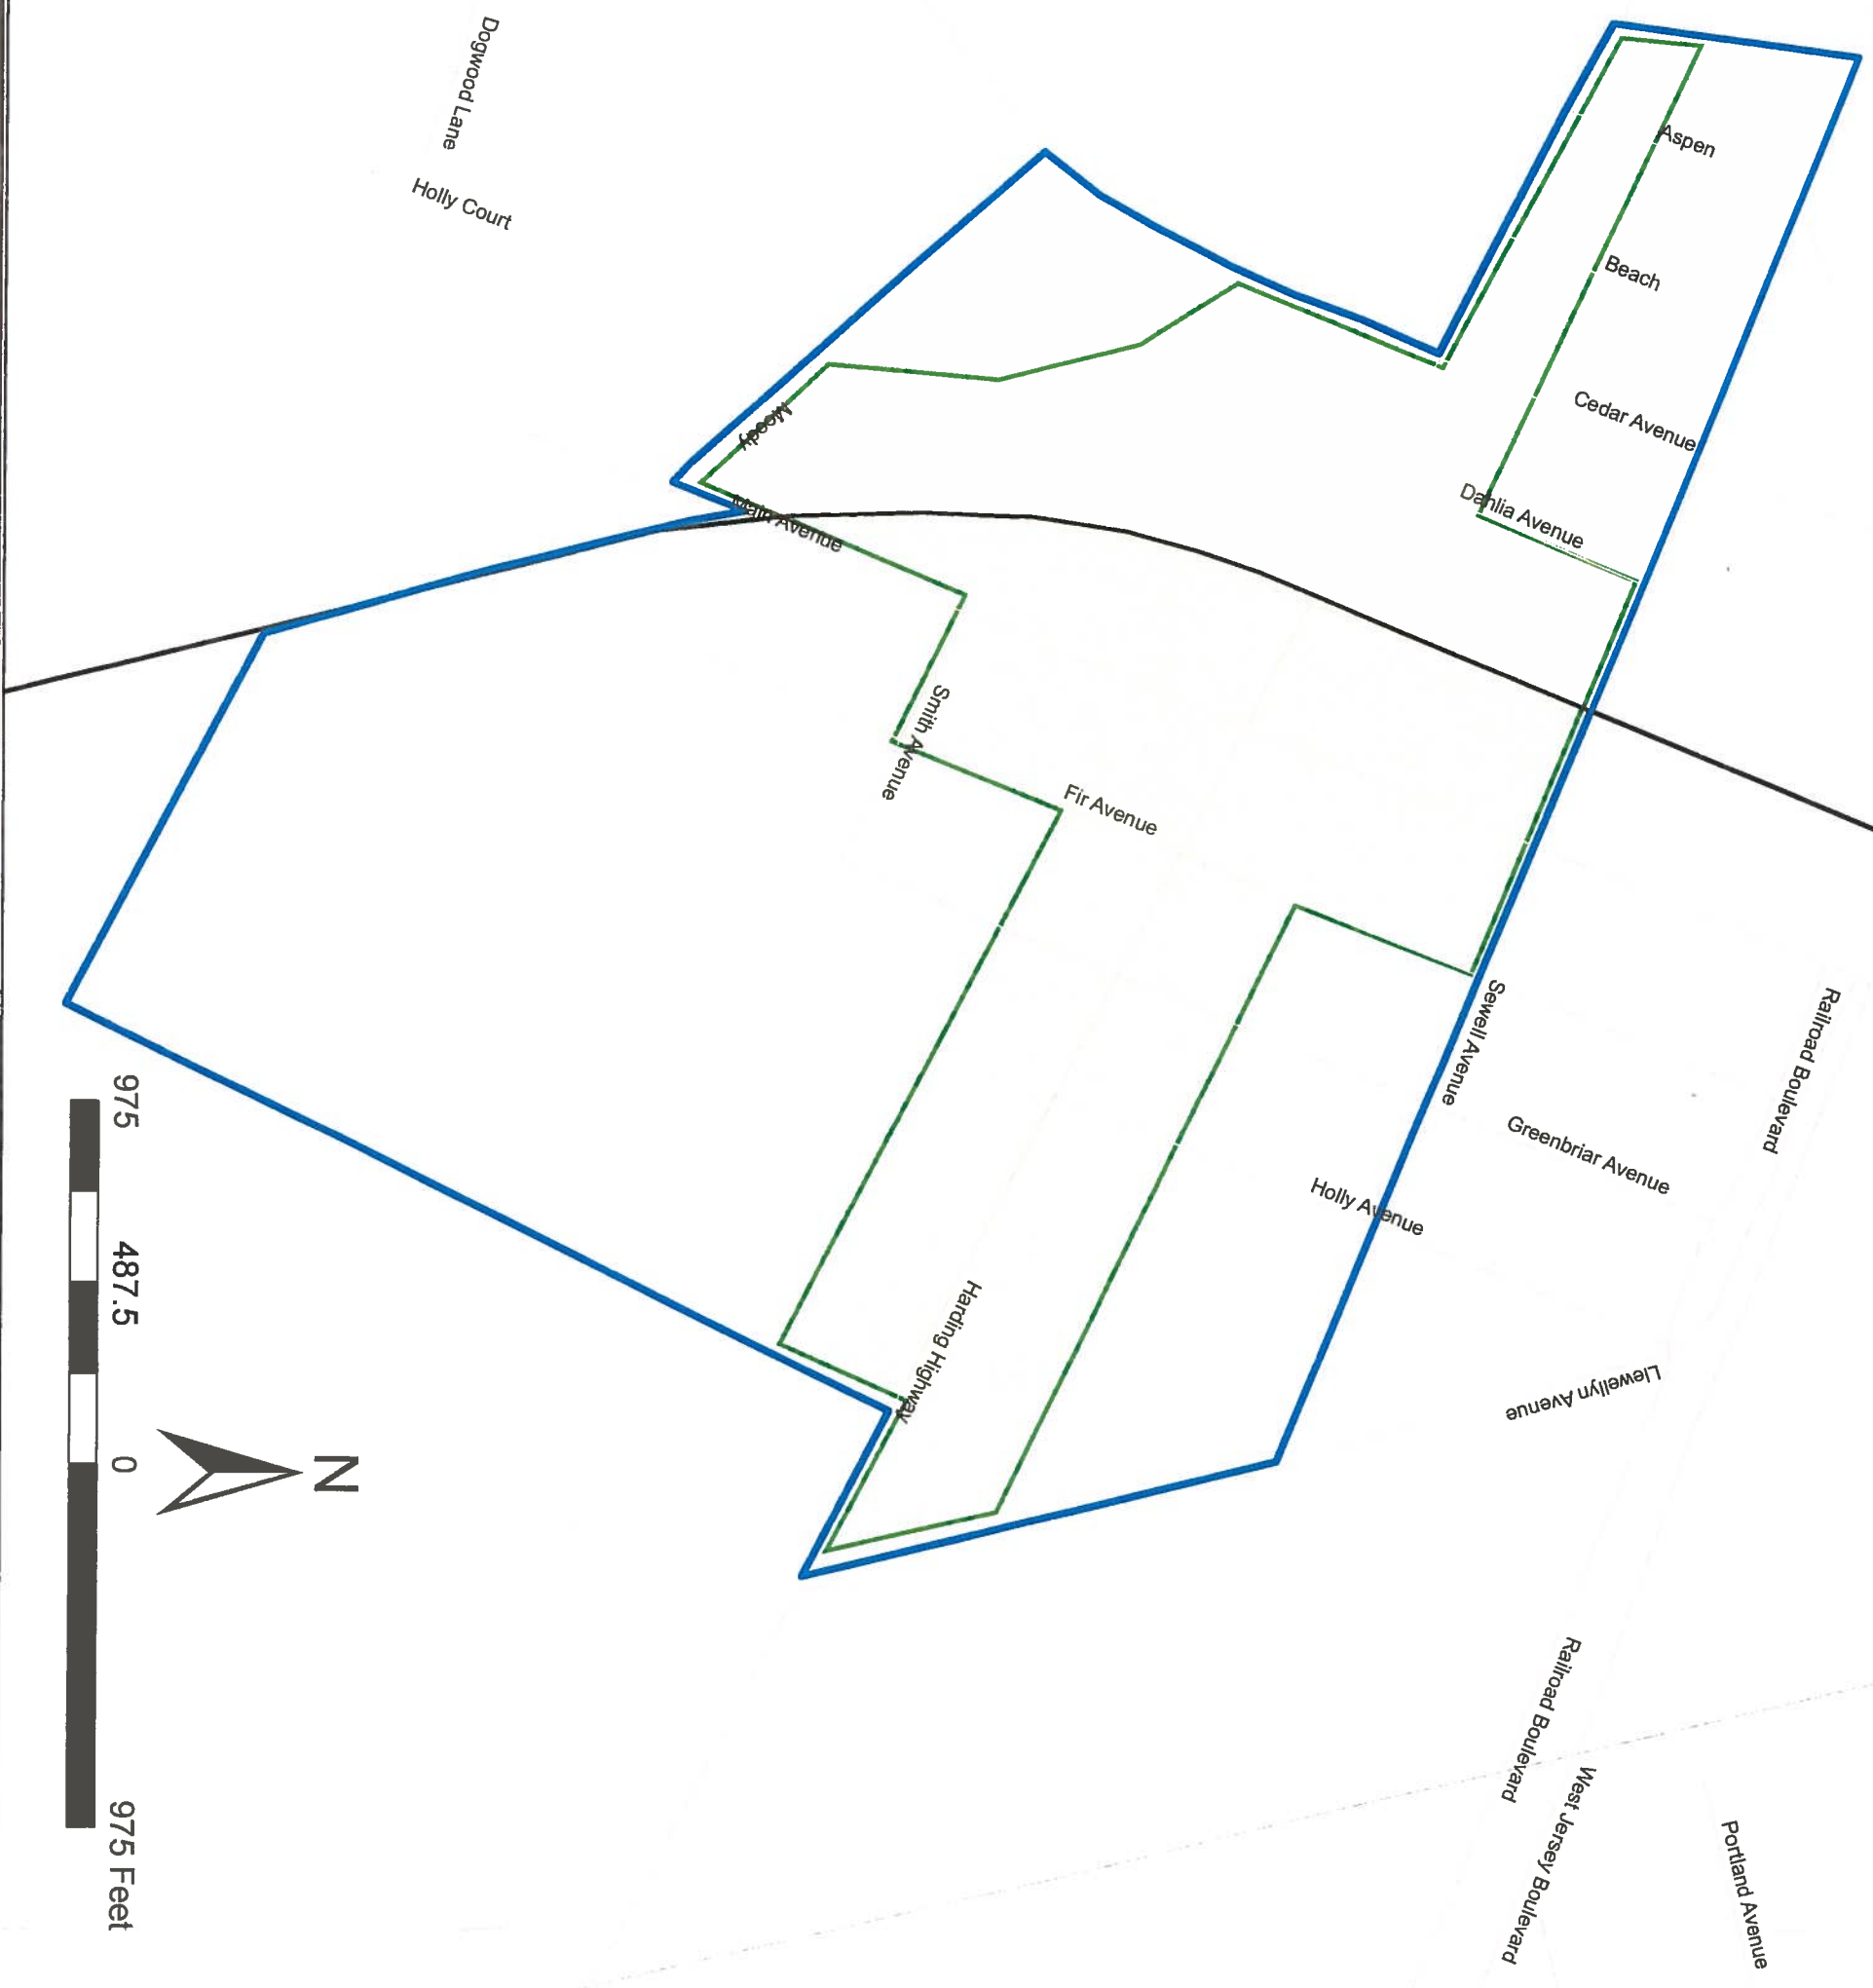 Dogwood Lane
Holly Court
Aspen
Beach
Cedar Avenue
Dahlia Avenue
Moody
Main Avenue
Smith Avenue
Fir Avenue
Sewell Avenue
Railroad Boulevard
Greenbriar Avenue
Holly Avenue
Harding Highway
Llewellyn Avenue
Railroad Boulevard
West Jersey Boulevard
Portland Avenue
975 487.5 0 975 Feet
N